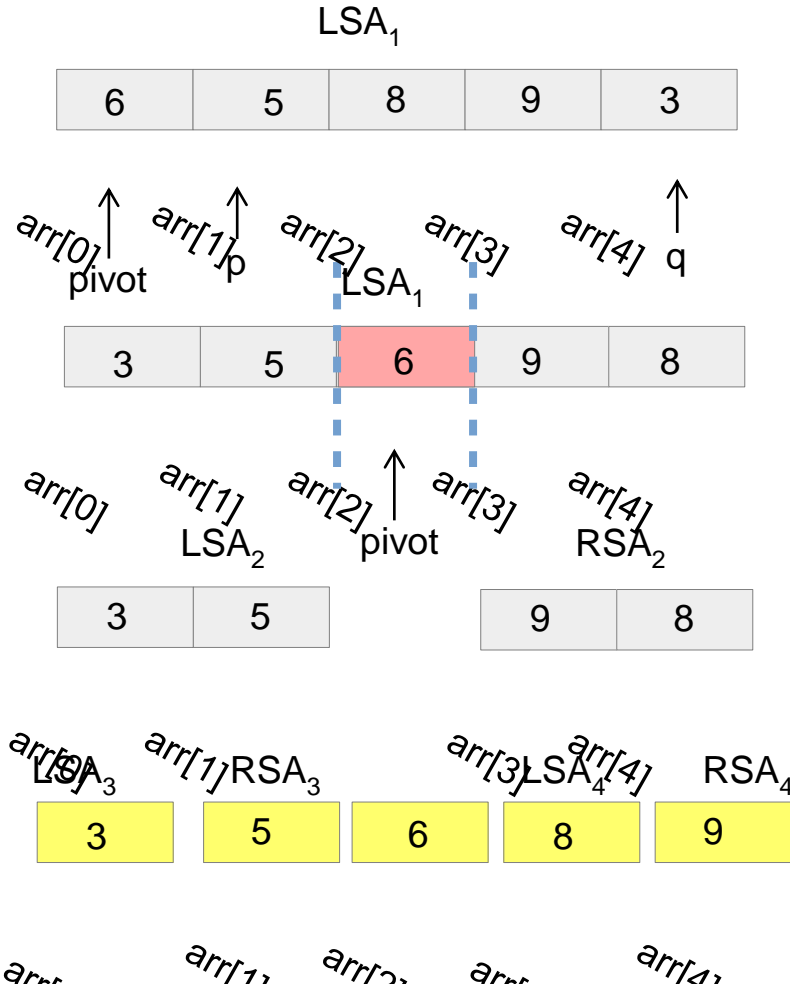 LSA₁
6 5 8 9 3
arr[0] arr[1] arr[2] arr[3] arr[4]
pivot p q
LSA₁
3 5 6 9 8
arr[0] arr[1] arr[2] arr[3] arr[4]
LSA₂ pivot RSA₂
3 5 9 8
arr[0] arr[1] arr[3] arr[4]
LSA₃ RSA₃ LSA₄ RSA₄
3 5 6 8 9
arr[1] arr[2] arr[4]